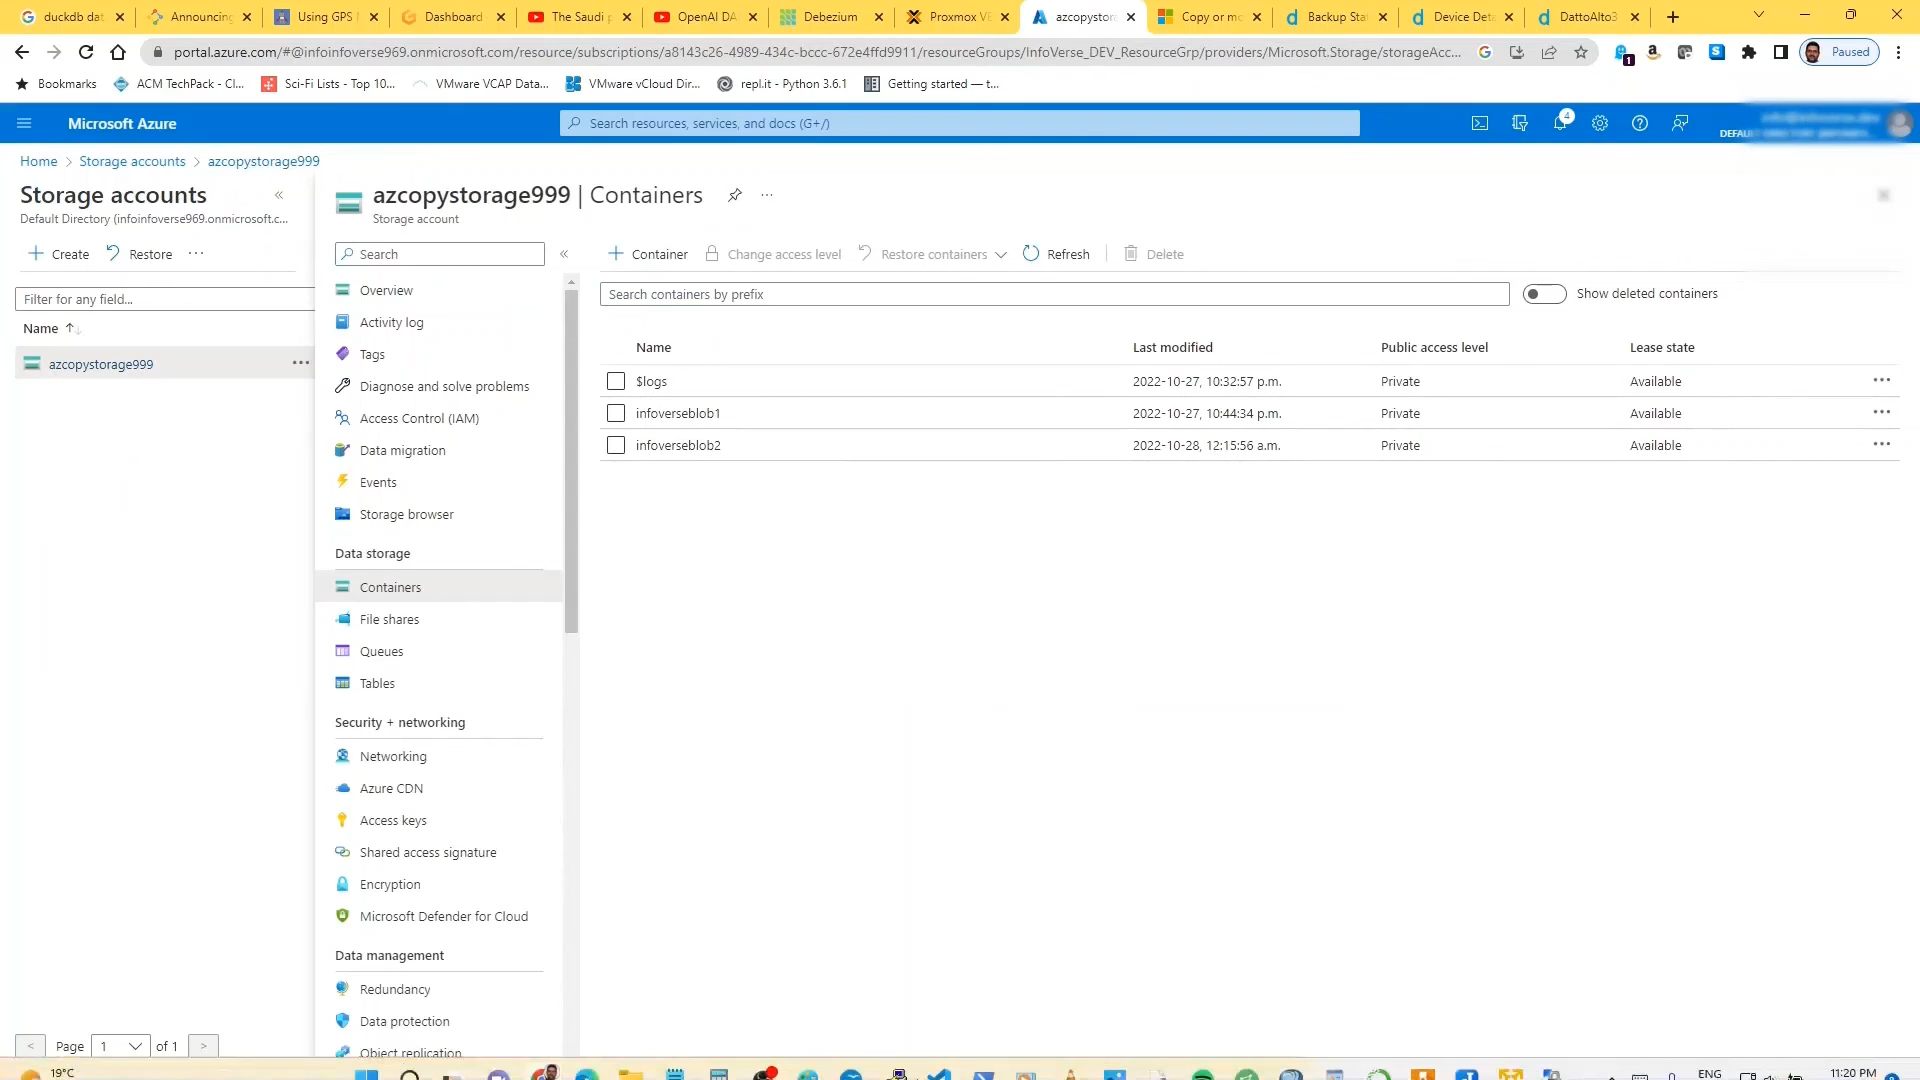 duckdb dat
Announcing
Using GPS
Dashboard
The Saudi p
OpenAI DA
Debezium
Proxmox VE
azcopystora
Copy or mo
Backup Stat
Device Deta
DattoAlto3
portal.azure.com/#@infoinfoverse969.onmicrosoft.com/resource/subscriptions/a8143c26-4989-434c-bccc-672e4ffd9911/resourceGroups/InfoVerse_DEV_ResourceGrp/providers/Microsoft.Storage/storageAcc...
1
Paused
Bookmarks
ACM TechPack - Cl...
Sci-Fi Lists - Top 10...
VMware VCAP Data...
VMware vCloud Dir...
repl.it - Python 3.6.1
Getting started — t...
Microsoft Azure
Search resources, services, and docs (G+/)
4
Home > Storage accounts > azcopystorage999
Storage accounts
Default Directory (infoinfoverse969.onmicrosoft.c...
Create
Restore
...
Filter for any field...
Name
azcopystorage999
...
< Page 1 of 1 >
azcopystorage999 | Containers
...
Storage account
Search
Overview
Activity log
Tags
Diagnose and solve problems
Access Control (IAM)
Data migration
Events
Storage browser
Data storage
Containers
File shares
Queues
Tables
Security + networking
Networking
Azure CDN
Access keys
Shared access signature
Encryption
Microsoft Defender for Cloud
Data management
Redundancy
Data protection
Object replication
Container
Change access level
Restore containers
Refresh
Delete
Search containers by prefix
Show deleted containers
Name Last modified Public access level Lease state
$logs 2022-10-27, 10:32:57 p.m. Private Available ...
infoverseblob1 2022-10-27, 10:44:34 p.m. Private Available ...
infoverseblob2 2022-10-28, 12:15:56 a.m. Private Available ...
19°C
ENG
11:20 PM